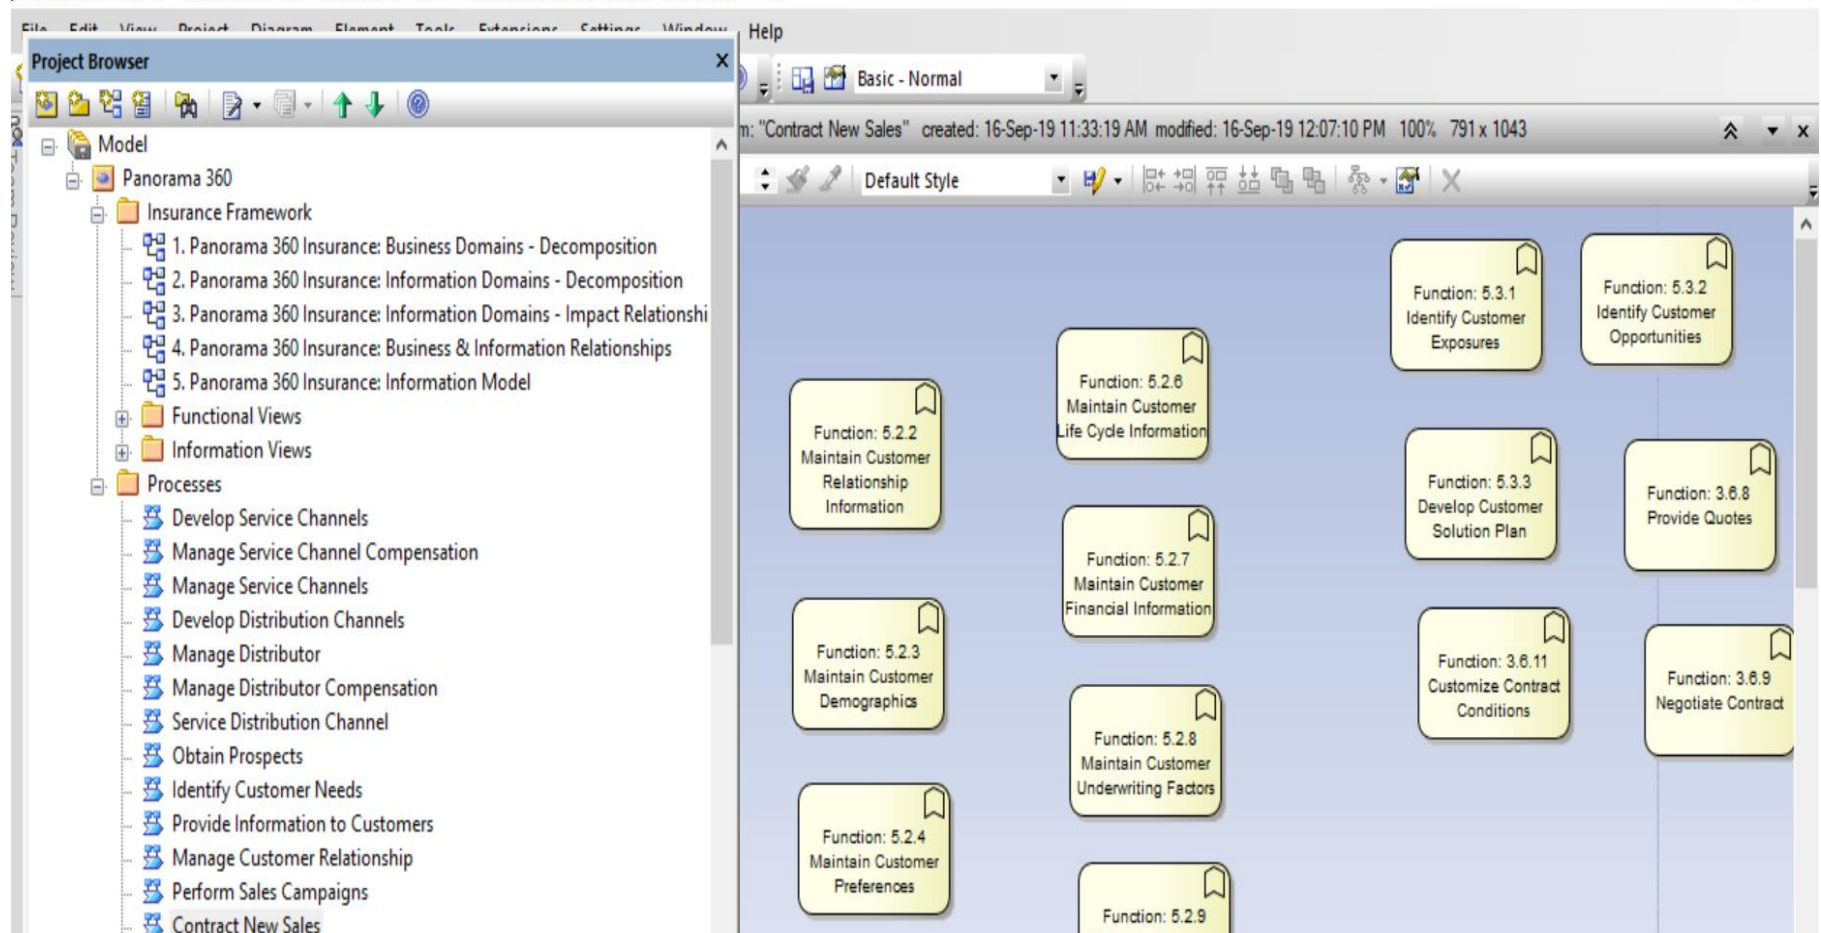 File Edit View Project Diagram Element Tools Extensions Settings Window Help
Project Browser
Basic - Normal
m: "Contract New Sales" created: 16-Sep-19 11:33:19 AM modified: 16-Sep-19 12:07:10 PM 100% 791 x 1043
Default Style
Model
Panorama 360
Insurance Framework
1. Panorama 360 Insurance: Business Domains - Decomposition
2. Panorama 360 Insurance: Information Domains - Decomposition
3. Panorama 360 Insurance: Information Domains - Impact Relationshi
4. Panorama 360 Insurance: Business & Information Relationships
5. Panorama 360 Insurance: Information Model
Functional Views
Information Views
Processes
Develop Service Channels
Manage Service Channel Compensation
Manage Service Channels
Develop Distribution Channels
Manage Distributor
Manage Distributor Compensation
Service Distribution Channel
Obtain Prospects
Identify Customer Needs
Provide Information to Customers
Manage Customer Relationship
Perform Sales Campaigns
Contract New Sales
Function: 5.2.2
Maintain Customer
Relationship
Information
Function: 5.2.3
Maintain Customer
Demographics
Function: 5.2.4
Maintain Customer
Preferences
Function: 5.2.6
Maintain Customer
Life Cycle Information
Function: 5.2.7
Maintain Customer
Financial Information
Function: 5.2.8
Maintain Customer
Underwriting Factors
Function: 5.2.9
Function: 5.3.1
Identify Customer
Exposures
Function: 5.3.2
Identify Customer
Opportunities
Function: 5.3.3
Develop Customer
Solution Plan
Function: 3.6.8
Provide Quotes
Function: 3.6.11
Customize Contract
Conditions
Function: 3.6.9
Negotiate Contract